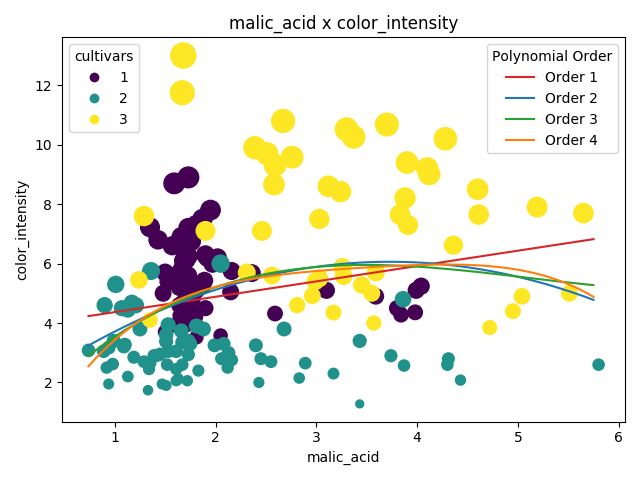 malic_acid x color_intensity
cultivars
1
2
3
Polynomial Order
Order 1
Order 2
Order 3
Order 4
color_intensity
12
10
8
6
4
2
1 2 3 4 5 6
malic_acid